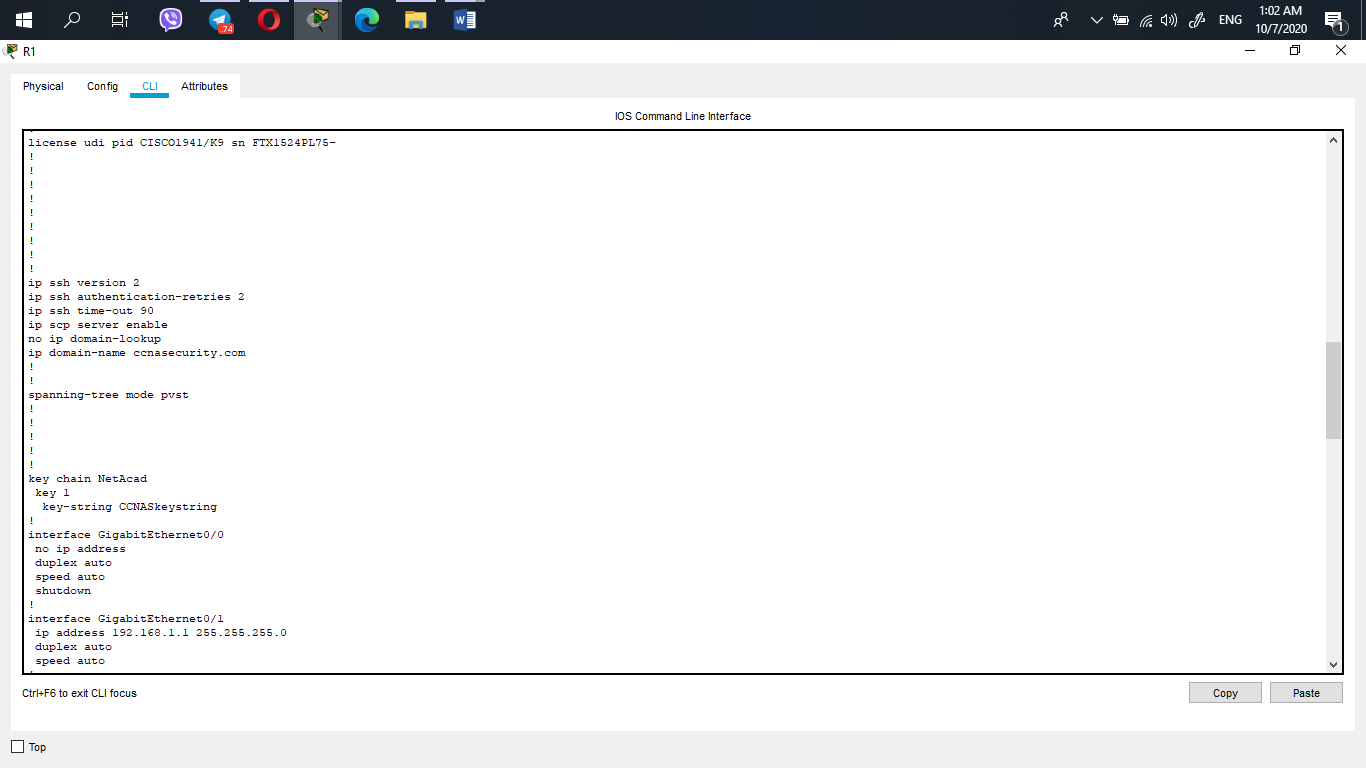 74
ENG
1:02 AM
10/7/2020
1
R1
Physical Config CLI Attributes
IOS Command Line Interface
license udi pid CISCO1941/K9 sn FTX1524PL75-
!
!
!
!
!
!
!
!
!
ip ssh version 2
ip ssh authentication-retries 2
ip ssh time-out 90
ip scp server enable
no ip domain-lookup
ip domain-name ccnasecurity.com
!
!
spanning-tree mode pvst
!
!
!
!
!
key chain NetAcad
key 1
key-string CCNASkeystring
!
interface GigabitEthernet0/0
no ip address
duplex auto
speed auto
shutdown
!
interface GigabitEthernet0/1
ip address 192.168.1.1 255.255.255.0
duplex auto
speed auto
Ctrl+F6 to exit CLI focus
Copy Paste
Top